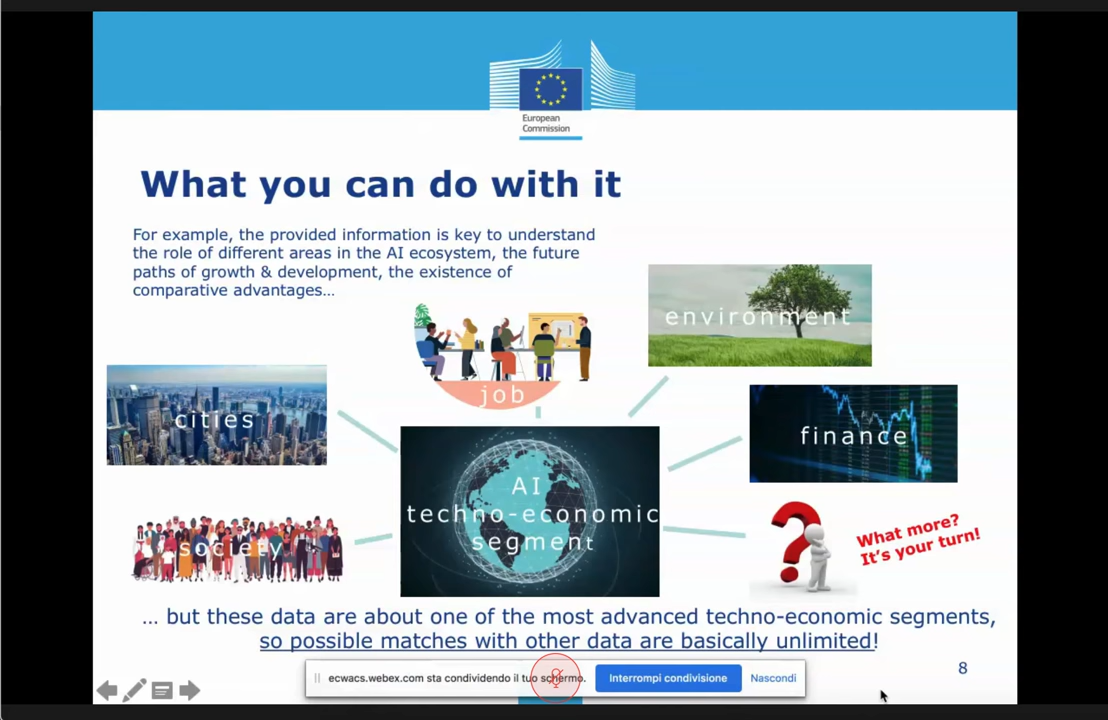 European
Commission
What you can do with it
For example, the provided information is key to understand
the role of different areas in the AI ecosystem, the future
paths of growth & development, the existence of
comparative advantages…
environment
job
cities
finance
AI
techno-economic
segment
society
What more?
It's your turn!
… but these data are about one of the most advanced techno-economic segments,
so possible matches with other data are basically unlimited!
8
ecwacs.webex.com sta condividendo il tuo schermo.
Interrompi condivisione
Nascondi